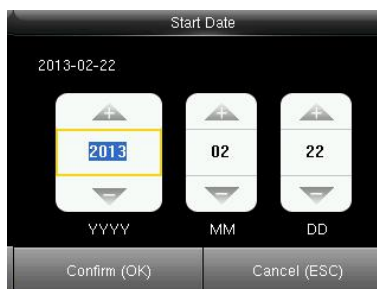 Start Date
2013-02-22
2013 02 22
YYYY MM DD
Confirm (OK) Cancel (ESC)